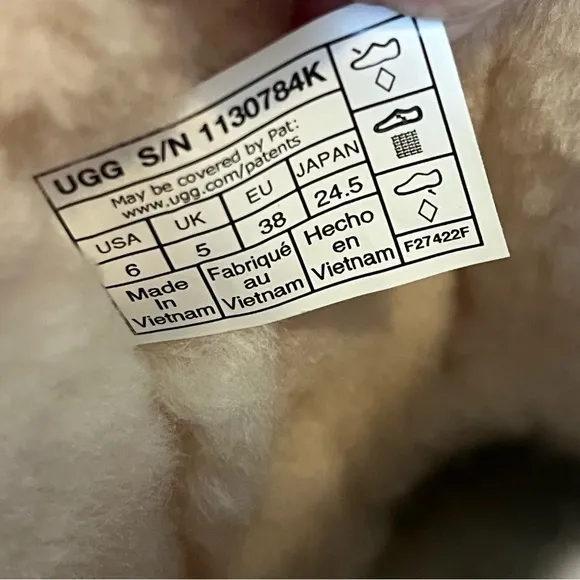 UGG S/N 1130784K
May be covered by Pat:
www.ugg.com/patents
USA UK EU JAPAN
6 5 38 24.5
Made In Vietnam
Fabriqué au Vietnam
Hecho en Vietnam
F27422F